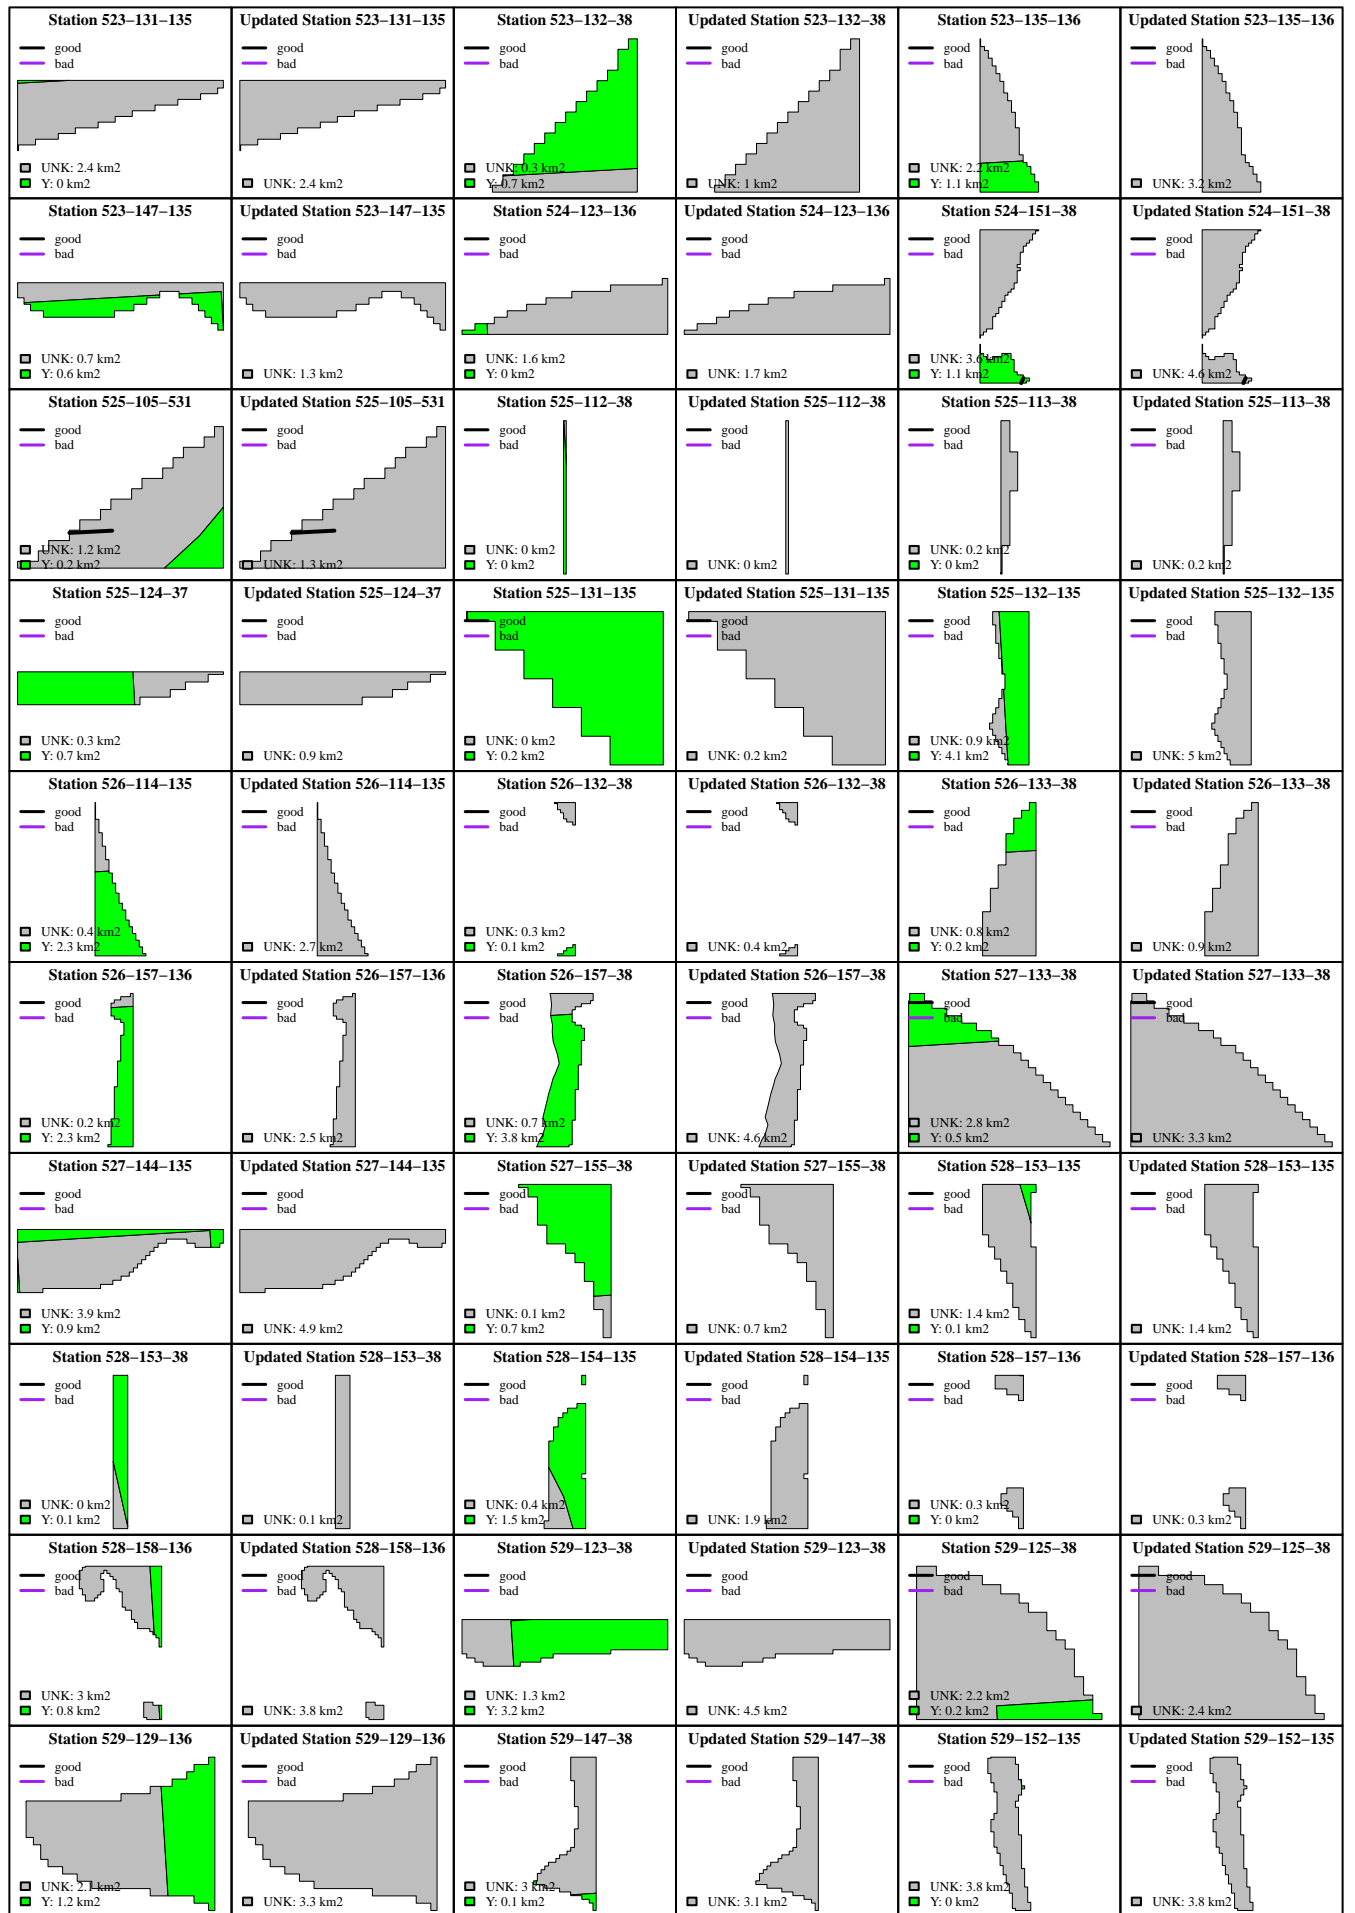 Station 523−131−135
good
bad
UNK: 2.4 km2
Y: 0 km2
Updated Station 523−131−135
good
bad
UNK: 2.4 km2
Station 523−132−38
good
bad
UNK: 0.3 km2
Y: 0.7 km2
Updated Station 523−132−38
good
bad
UNK: 1 km2
Station 523−135−136
good
bad
UNK: 2.2 km2
Y: 1.1 km2
Updated Station 523−135−136
good
bad
UNK: 3.2 km2
Station 523−147−135
good
bad
UNK: 0.7 km2
Y: 0.6 km2
Updated Station 523−147−135
good
bad
UNK: 1.3 km2
Station 524−123−136
good
bad
UNK: 1.6 km2
Y: 0 km2
Updated Station 524−123−136
good
bad
UNK: 1.7 km2
Station 524−151−38
good
bad
UNK: 3.6 km2
Y: 1.1 km2
Updated Station 524−151−38
good
bad
UNK: 4.6 km2
Station 525−105−531
good
bad
UNK: 1.2 km2
Y: 0.2 km2
Updated Station 525−105−531
good
bad
UNK: 1.3 km2
Station 525−112−38
good
bad
UNK: 0 km2
Y: 0 km2
Updated Station 525−112−38
good
bad
UNK: 0 km2
Station 525−113−38
good
bad
UNK: 0.2 km2
Y: 0 km2
Updated Station 525−113−38
good
bad
UNK: 0.2 km2
Station 525−124−37
good
bad
UNK: 0.3 km2
Y: 0.7 km2
Updated Station 525−124−37
good
bad
UNK: 0.9 km2
Station 525−131−135
good
bad
UNK: 0 km2
Y: 0.2 km2
Updated Station 525−131−135
good
bad
UNK: 0.2 km2
Station 525−132−135
good
bad
UNK: 0.9 km2
Y: 4.1 km2
Updated Station 525−132−135
good
bad
UNK: 5 km2
Station 526−114−135
good
bad
UNK: 0.4 km2
Y: 2.3 km2
Updated Station 526−114−135
good
bad
UNK: 2.7 km2
Station 526−132−38
good
bad
UNK: 0.3 km2
Y: 0.1 km2
Updated Station 526−132−38
good
bad
UNK: 0.4 km2
Station 526−133−38
good
bad
UNK: 0.8 km2
Y: 0.2 km2
Updated Station 526−133−38
good
bad
UNK: 0.9 km2
Station 526−157−136
good
bad
UNK: 0.2 km2
Y: 2.3 km2
Updated Station 526−157−136
good
bad
UNK: 2.5 km2
Station 526−157−38
good
bad
UNK: 0.7 km2
Y: 3.8 km2
Updated Station 526−157−38
good
bad
UNK: 4.6 km2
Station 527−133−38
good
bad
UNK: 2.8 km2
Y: 0.5 km2
Updated Station 527−133−38
good
bad
UNK: 3.3 km2
Station 527−144−135
good
bad
UNK: 3.9 km2
Y: 0.9 km2
Updated Station 527−144−135
good
bad
UNK: 4.9 km2
Station 527−155−38
good
bad
UNK: 0.1 km2
Y: 0.7 km2
Updated Station 527−155−38
good
bad
UNK: 0.7 km2
Station 528−153−135
good
bad
UNK: 1.4 km2
Y: 0.1 km2
Updated Station 528−153−135
good
bad
UNK: 1.4 km2
Station 528−153−38
good
bad
UNK: 0 km2
Y: 0.1 km2
Updated Station 528−153−38
good
bad
UNK: 0.1 km2
Station 528−154−135
good
bad
UNK: 0.4 km2
Y: 1.5 km2
Updated Station 528−154−135
good
bad
UNK: 1.9 km2
Station 528−157−136
good
bad
UNK: 0.3 km2
Y: 0 km2
Updated Station 528−157−136
good
bad
UNK: 0.3 km2
Station 528−158−136
good
bad
UNK: 3 km2
Y: 0.8 km2
Updated Station 528−158−136
good
bad
UNK: 3.8 km2
Station 529−123−38
good
bad
UNK: 1.3 km2
Y: 3.2 km2
Updated Station 529−123−38
good
bad
UNK: 4.5 km2
Station 529−125−38
good
bad
UNK: 2.2 km2
Y: 0.2 km2
Updated Station 529−125−38
good
bad
UNK: 2.4 km2
Station 529−129−136
good
bad
UNK: 2.1 km2
Y: 1.2 km2
Updated Station 529−129−136
good
bad
UNK: 3.3 km2
Station 529−147−38
good
bad
UNK: 3 km2
Y: 0.1 km2
Updated Station 529−147−38
good
bad
UNK: 3.1 km2
Station 529−152−135
good
bad
UNK: 3.8 km2
Y: 0 km2
Updated Station 529−152−135
good
bad
UNK: 3.8 km2